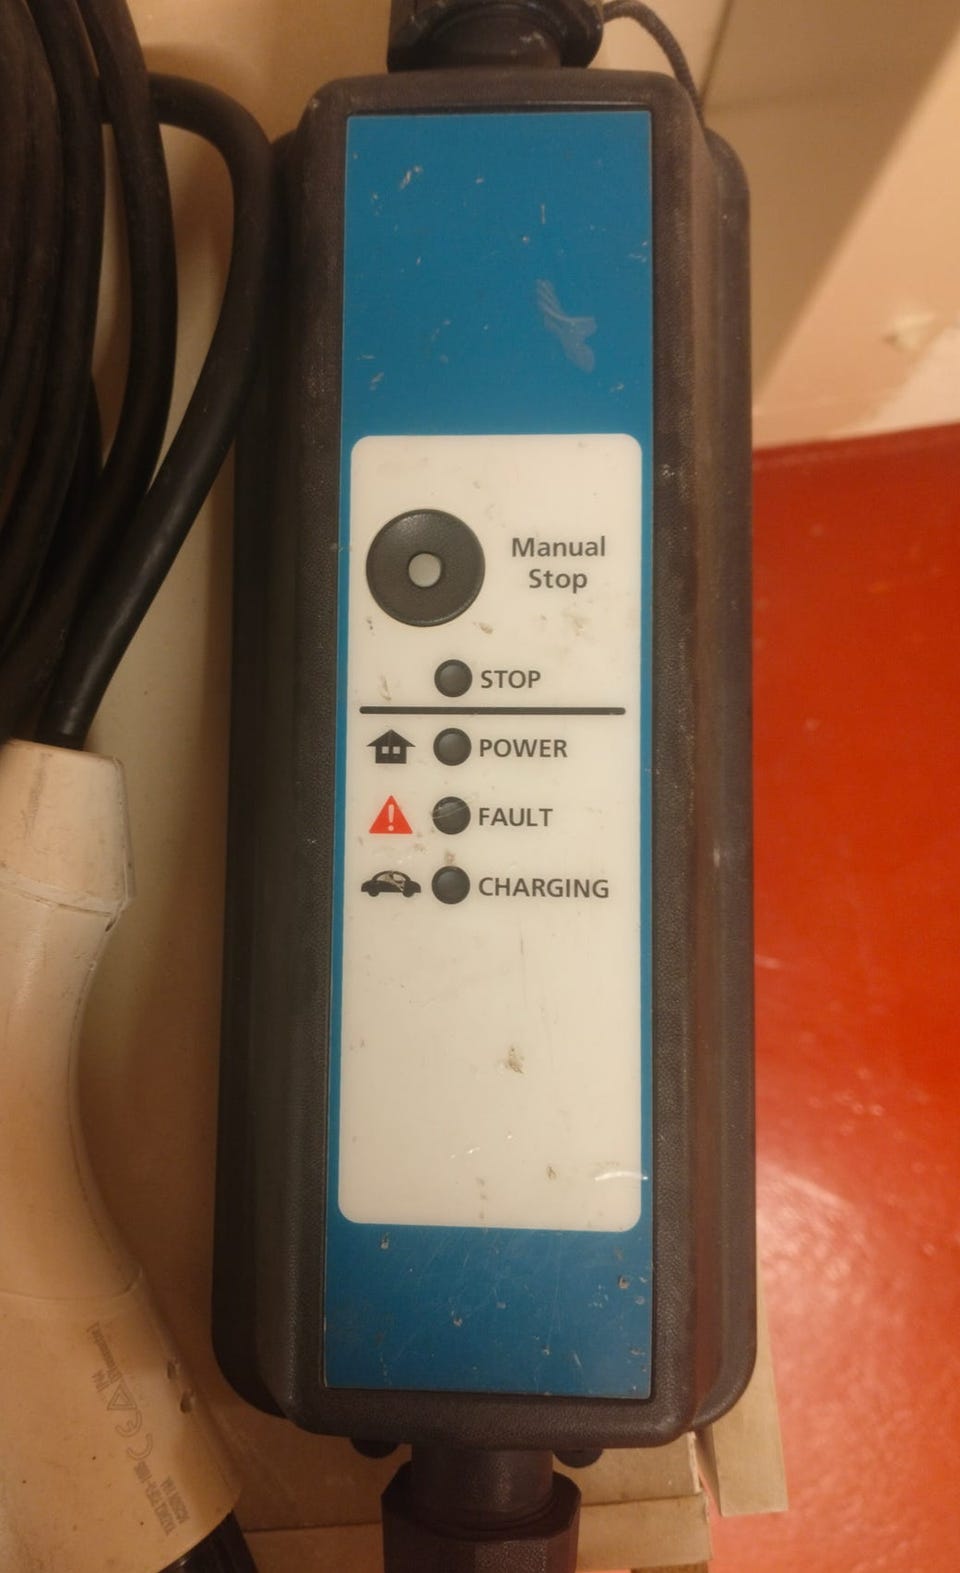 Manual
Stop
STOP
POWER
FAULT
CHARGING